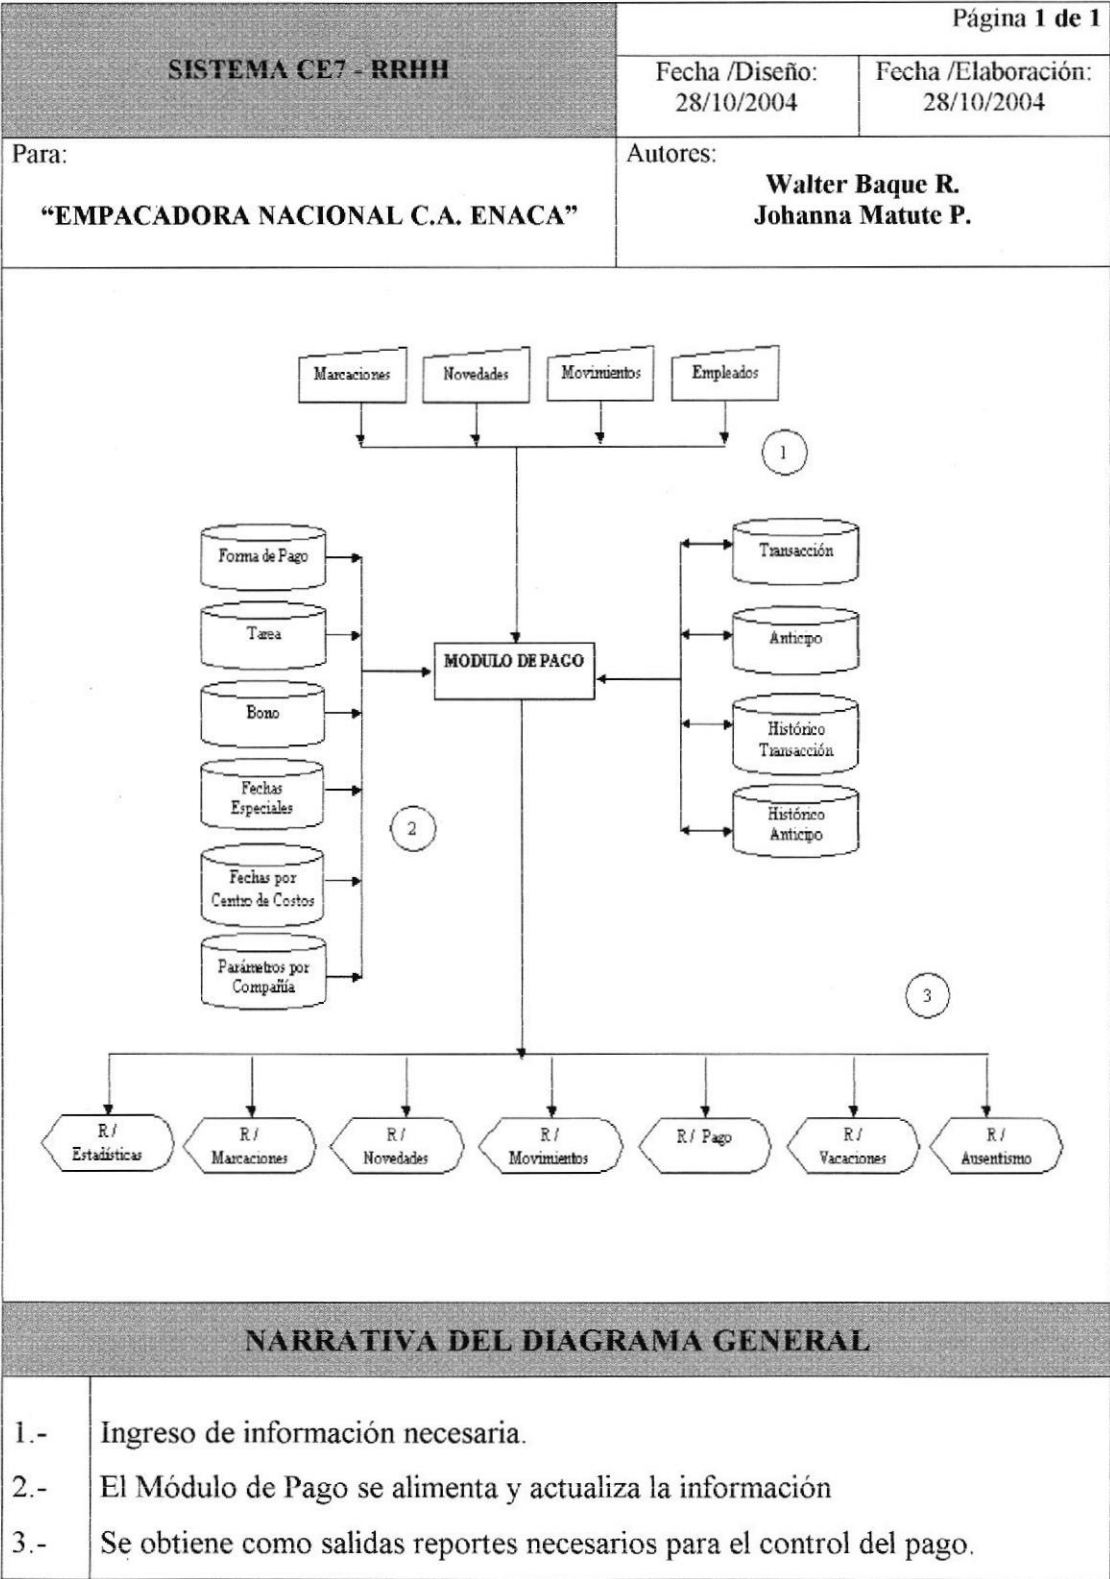 Página 1 de 1
SISTEMA CE7 - RRHH
Fecha /Diseño:
28/10/2004
Fecha /Elaboración:
28/10/2004
Para:
“EMPACADORA NACIONAL C.A. ENACA”
Autores:
Walter Baque R.
Johanna Matute P.
Marcaciones
Novedades
Movimientos
Empleados
1
Forma de Pago
Tarea
Bono
Fechas
Especiales
Fechas por
Centro de Costos
Parámetros por
Compañía
2
MODULO DE PAGO
Transacción
Anticipo
Histórico
Transacción
Histórico
Anticipo
3
R /
Estadísticas
R /
Marcaciones
R /
Novedades
R /
Movimientos
R / Pago
R /
Vacaciones
R /
Ausentismo
NARRATIVA DEL DIAGRAMA GENERAL
1.- Ingreso de información necesaria.
2.- El Módulo de Pago se alimenta y actualiza la información
3.- Se obtiene como salidas reportes necesarios para el control del pago.